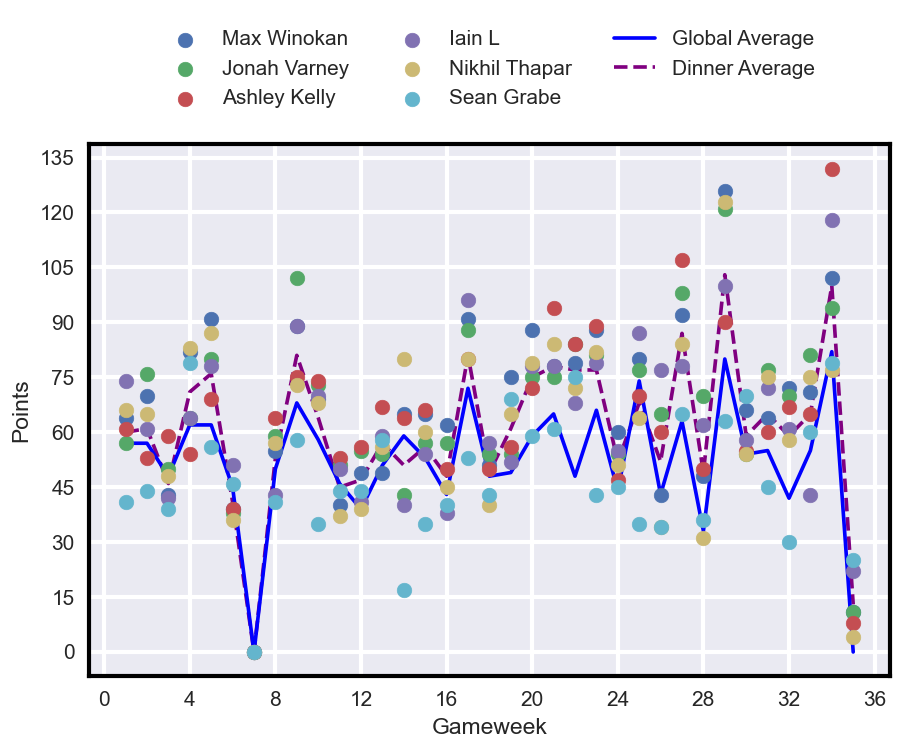 Max Winokan
Jonah Varney
Ashley Kelly
Iain L
Nikhil Thapar
Sean Grabe
Global Average
Dinner Average
135
120
105
90
75
60
45
30
15
0
Points
0 4 8 12 16 20 24 28 32 36
Gameweek